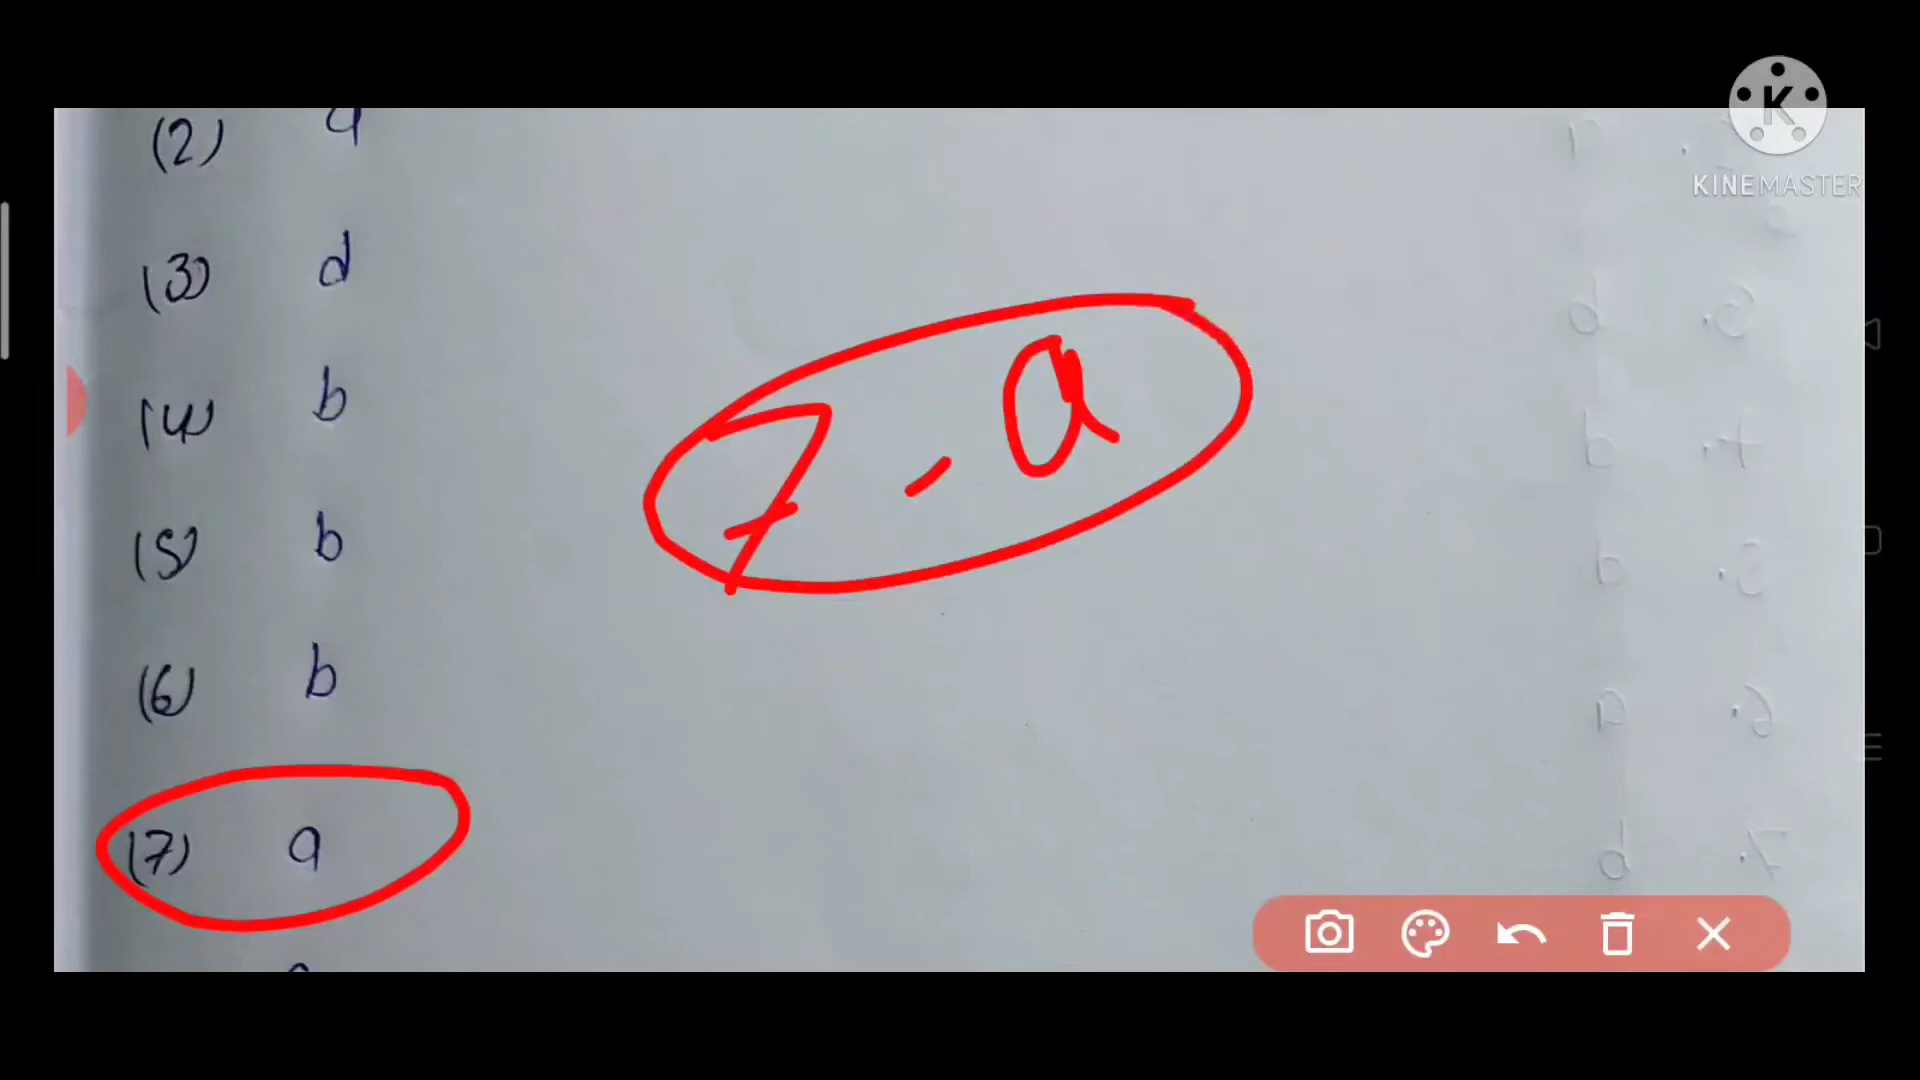 (2) a
(3) d
(4) b
(5) b
(6) b
(7) a
7 - a
K
KINEMASTER